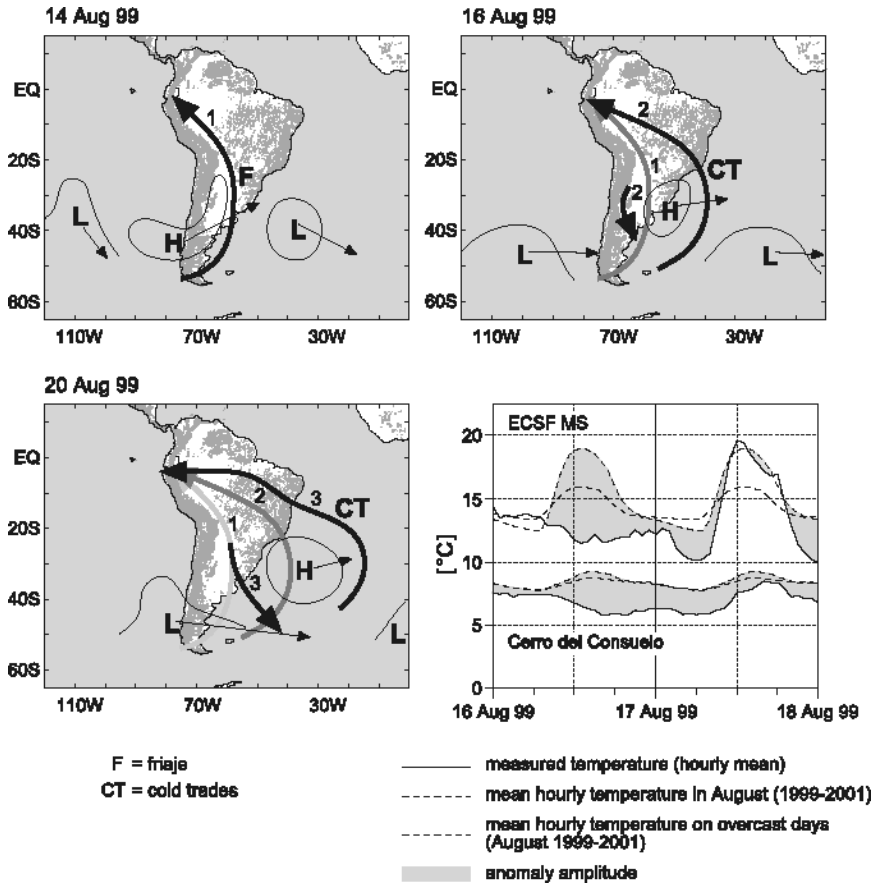 14 Aug 99
EQ
20S
40S
60S
110W 70W 30W
1
F
L
H
L
16 Aug 99
EQ
20S
40S
60S
110W 70W 30W
2
1
CT
2
H
L
L
20 Aug 99
EQ
20S
40S
60S
110W 70W 30W
2
3
CT
1
3
H
L
L
ECSF MS
[°C]
20
15
10
5
0
Cerro del Consuelo
16 Aug 99 17 Aug 99 18 Aug 99
F = friaje
CT = cold trades
measured temperature (hourly mean)
mean hourly temperature in August (1999-2001)
mean hourly temperature on overcast days
(August 1999-2001)
anomaly amplitude